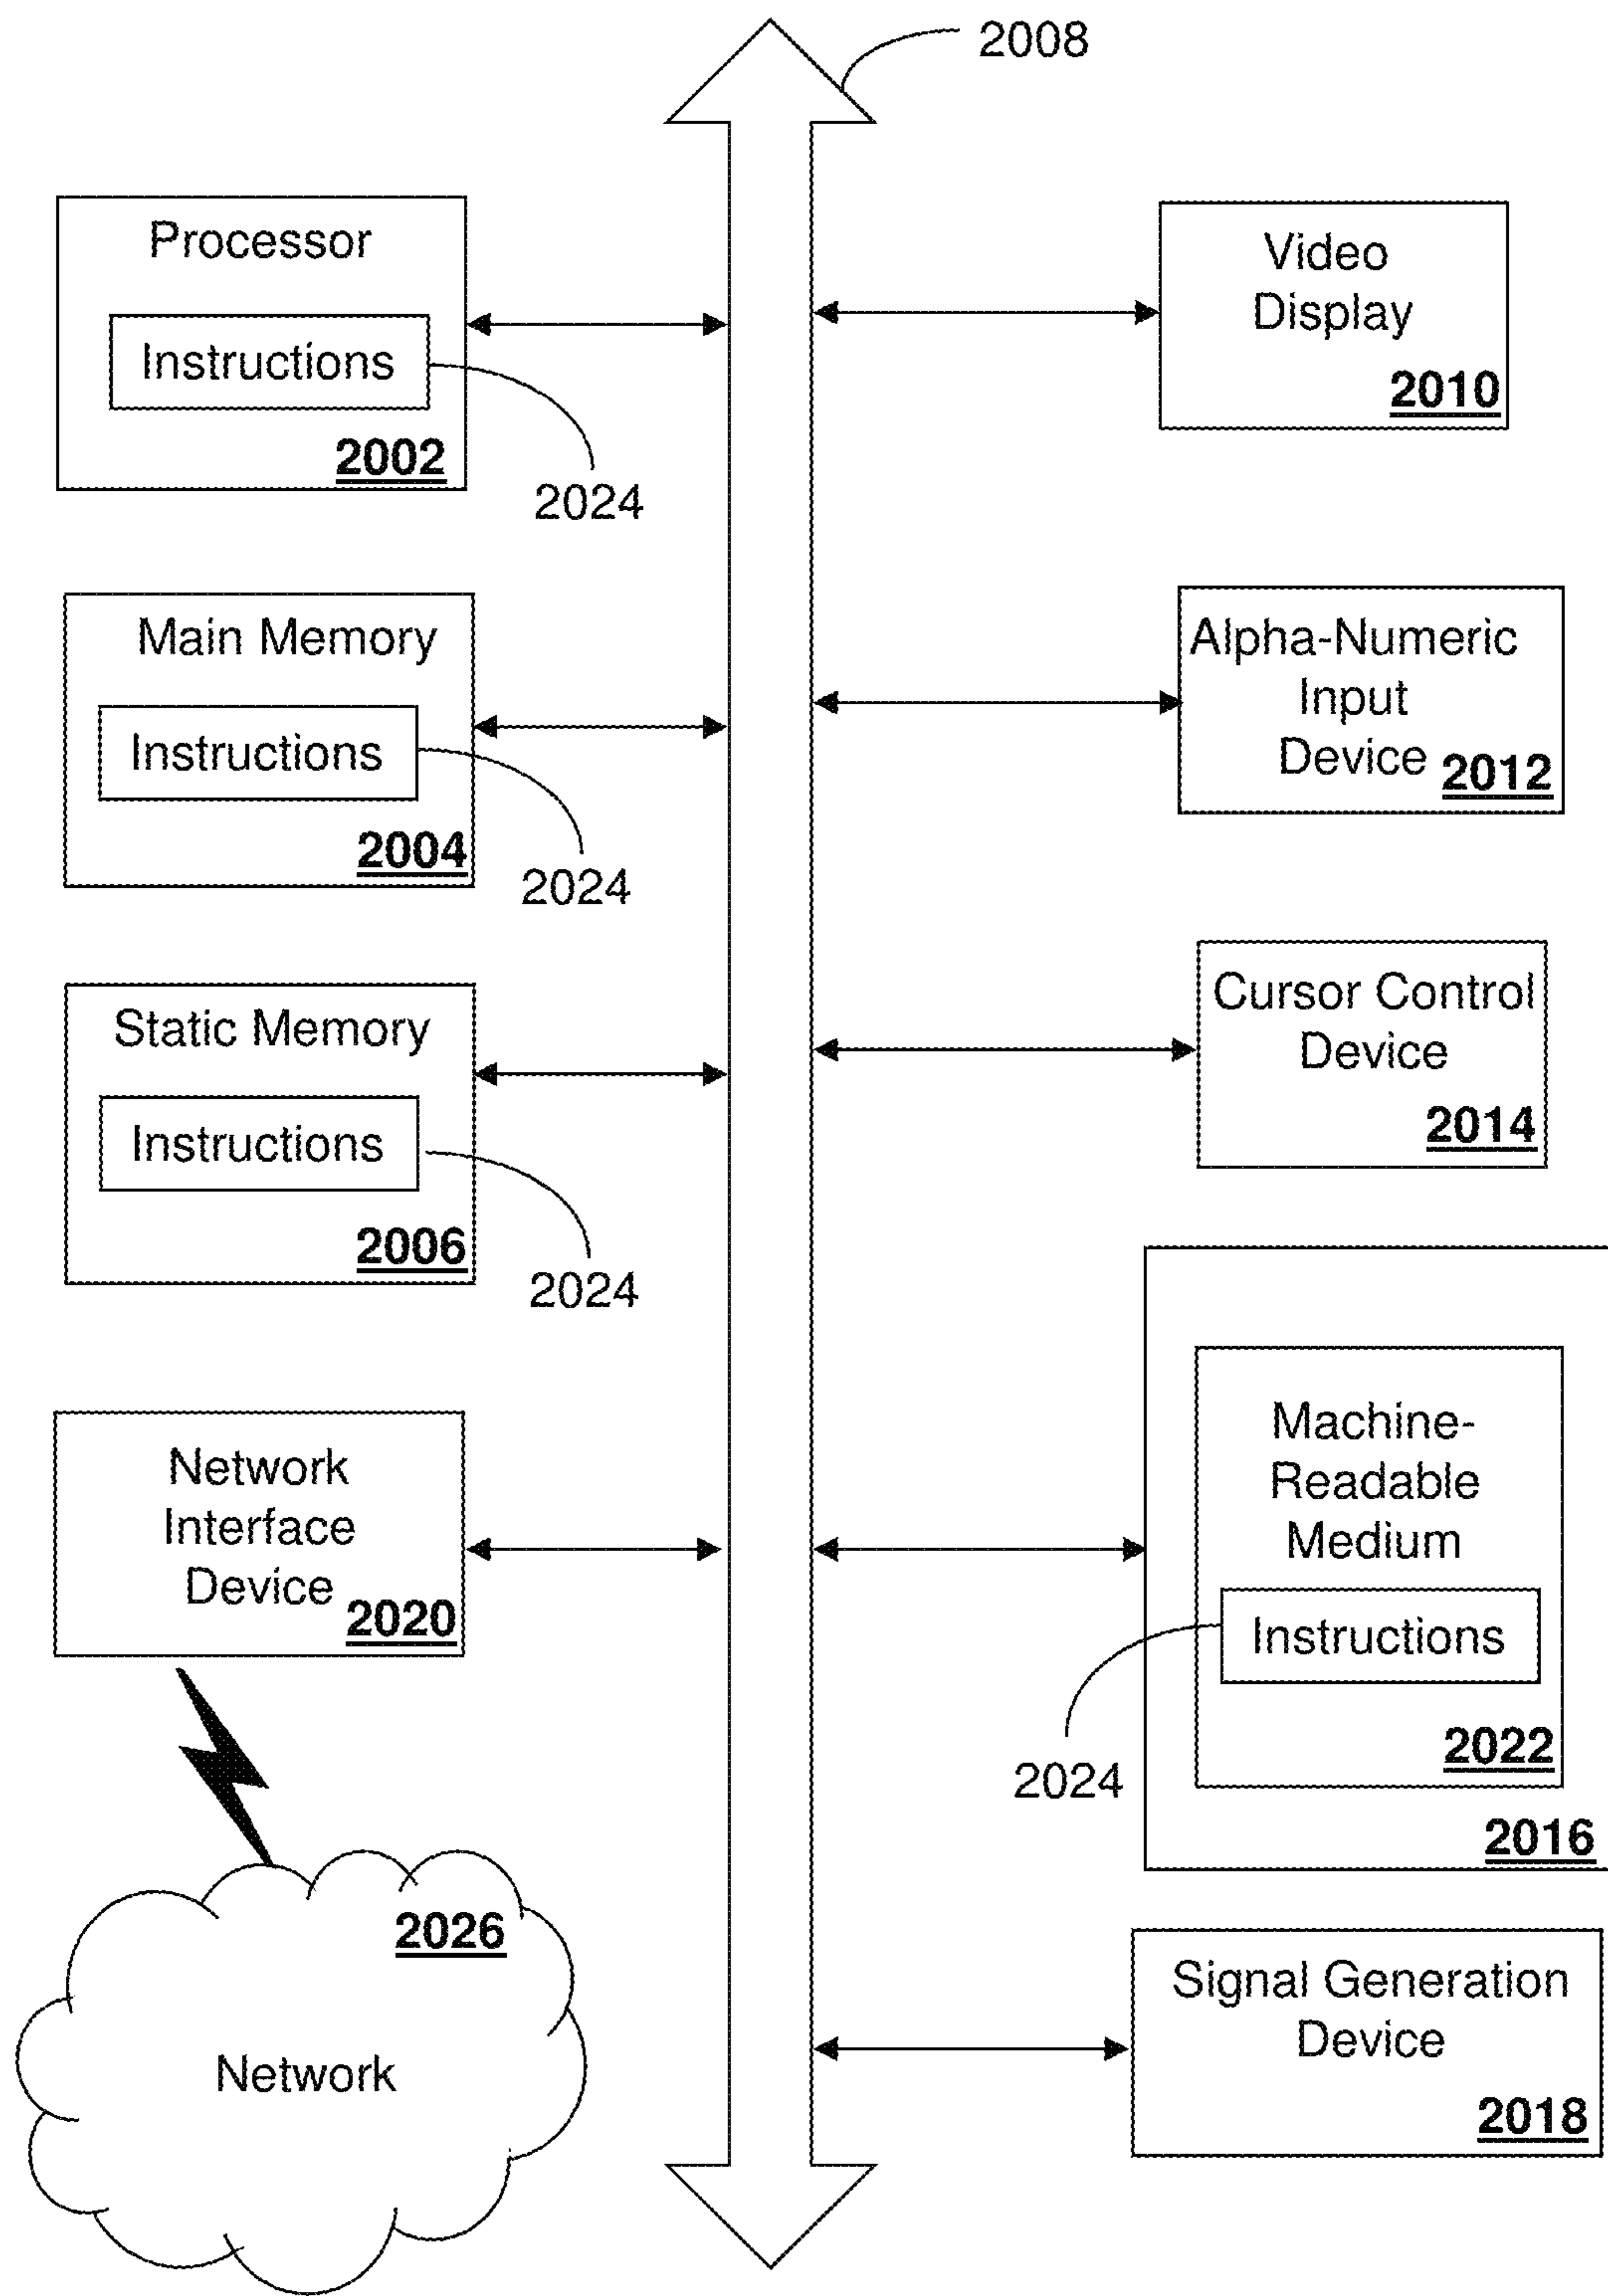 2008
Processor
Instructions
2002
2024
Main Memory
Instructions
2004
2024
Static Memory
Instructions
2006
2024
Network
Interface
Device
2020
2026
Network
Video
Display
2010
Alpha-Numeric
Input
Device
2012
Cursor Control
Device
2014
Machine-
Readable
Medium
Instructions
2022
2024
2016
Signal Generation
Device
2018